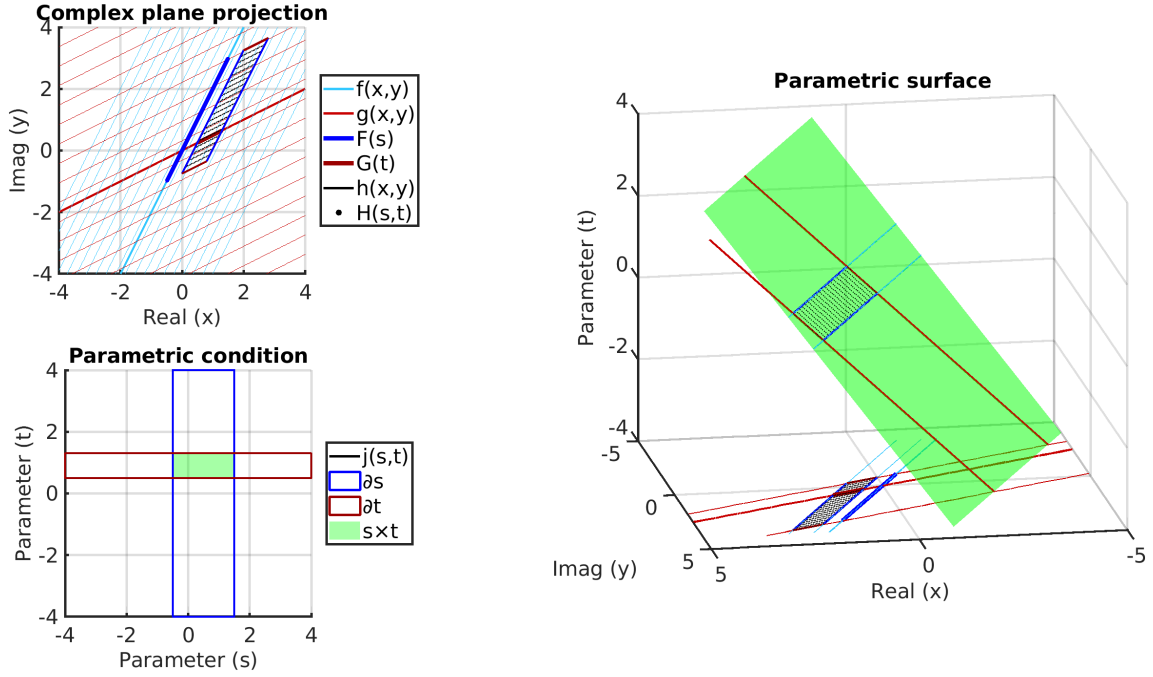 Complex plane projection
4
2
0
-2
-4
-4 -2 0 2 4
Imag (y)
Real (x)
f(x,y)
g(x,y)
F(s)
G(t)
h(x,y)
H(s,t)
Parametric condition
4
2
0
-2
-4
-4 -2 0 2 4
Parameter (t)
Parameter (s)
j(s,t)
∂s
∂t
s×t
Parametric surface
4
2
0
-2
-4
Parameter (t)
-5
0
5
Imag (y)
5
0
-5
Real (x)